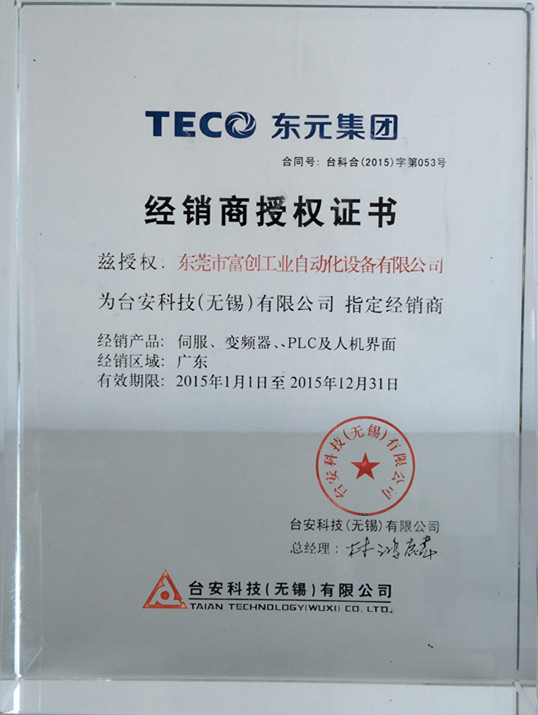 TECO 东元集团
合同号: 台科合(2015)字第053号
经销商授权证书
兹授权: 东莞市富创工业自动化设备有限公司
为台安科技(无锡)有限公司 指定经销商
经销产品: 伺服、变频器、、PLC及人机界面
经销区域: 广东
有效期限: 2015年1月1日至2015年12月31日
台安科技(无锡)有限公司
台安科技(无锡)有限公司
总经理:
台安科技(无锡)有限公司
TAIAN TECHNOLOGY(WUXI) CO., LTD.